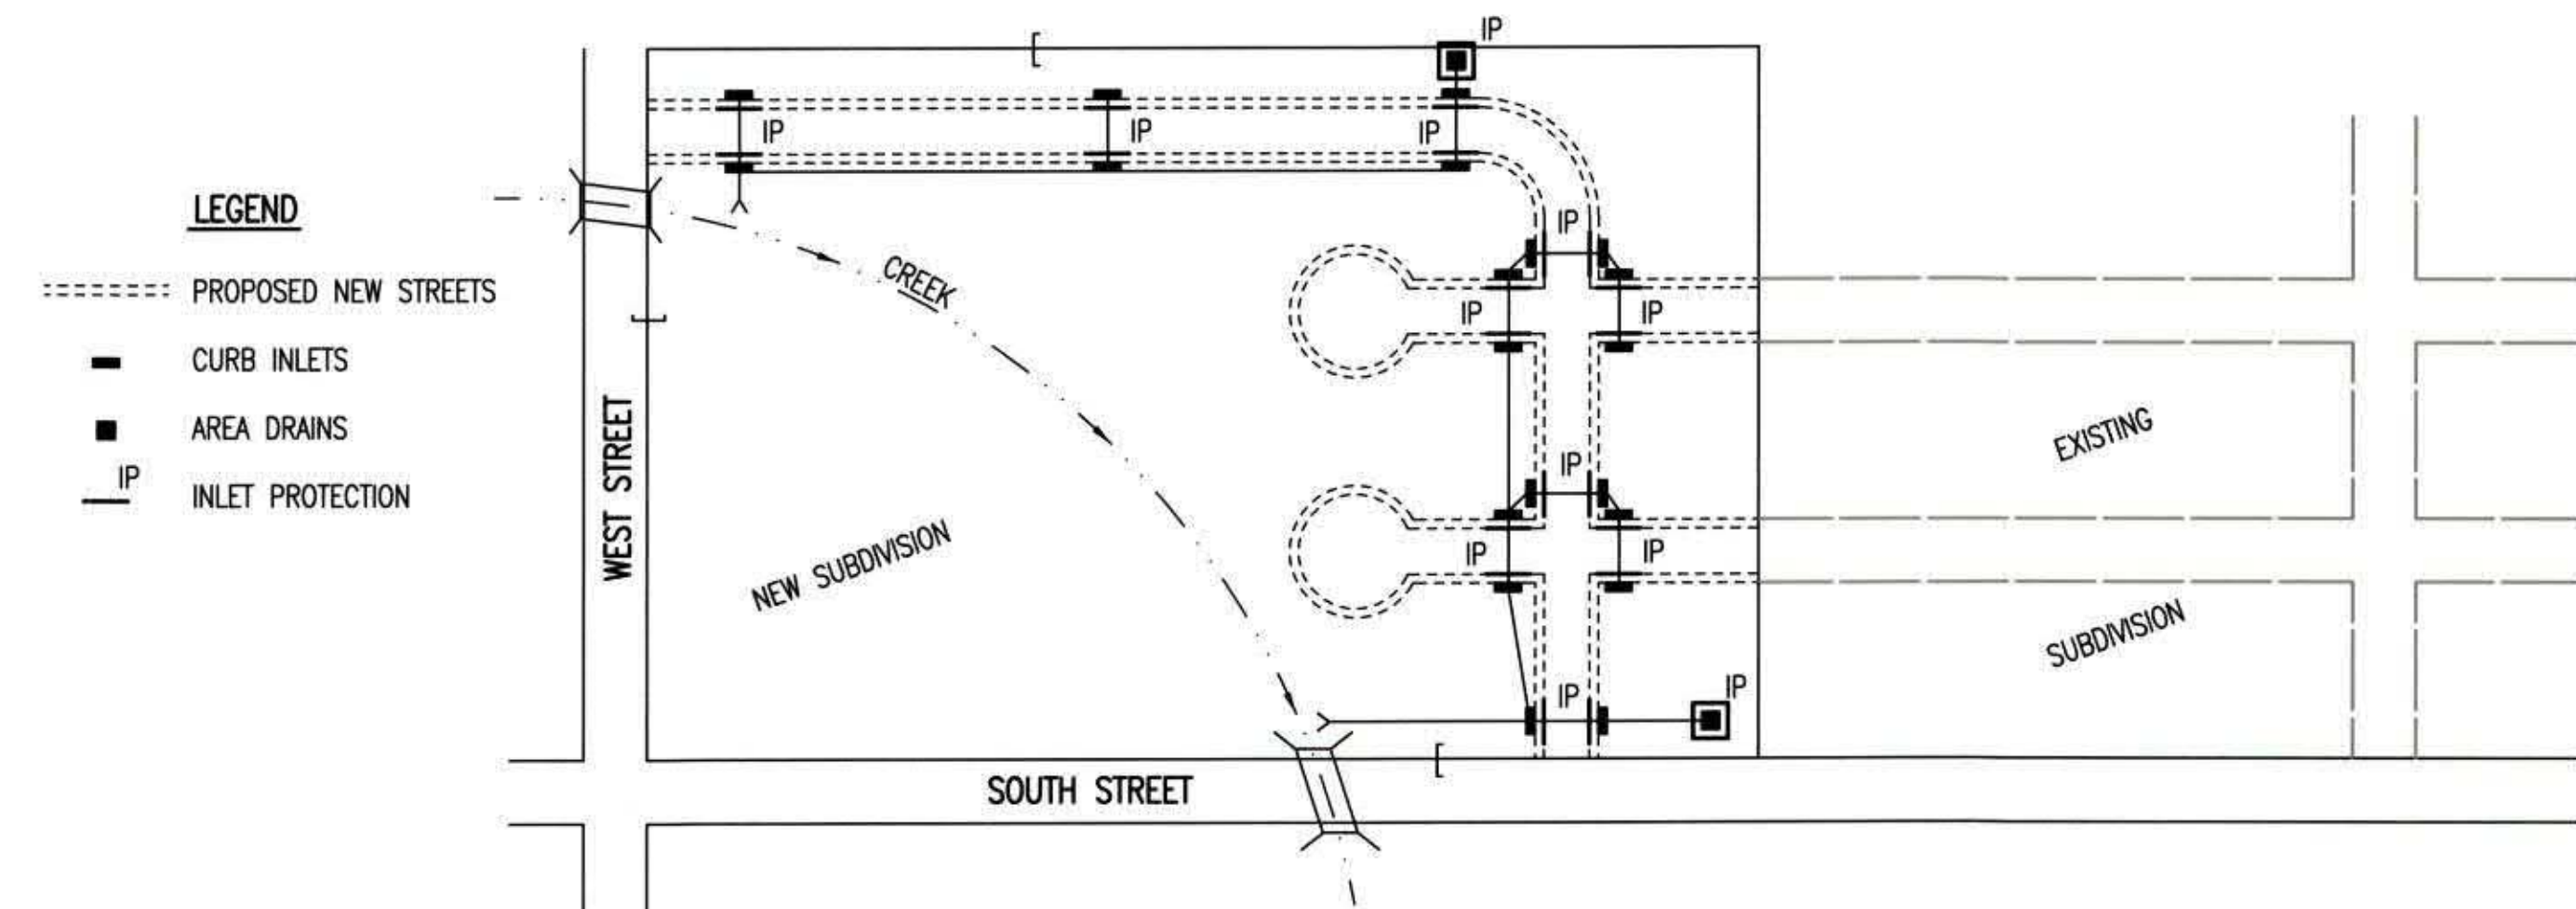 IP
IP
IP
IP
LEGEND
PROPOSED NEW STREETS
CURB INLETS
AREA DRAINS
IP
INLET PROTECTION
WEST STREET
CREEK
NEW SUBDIVISION
IP
IP
IP
IP
IP
IP
IP
IP
EXISTING
SUBDIVISION
SOUTH STREET